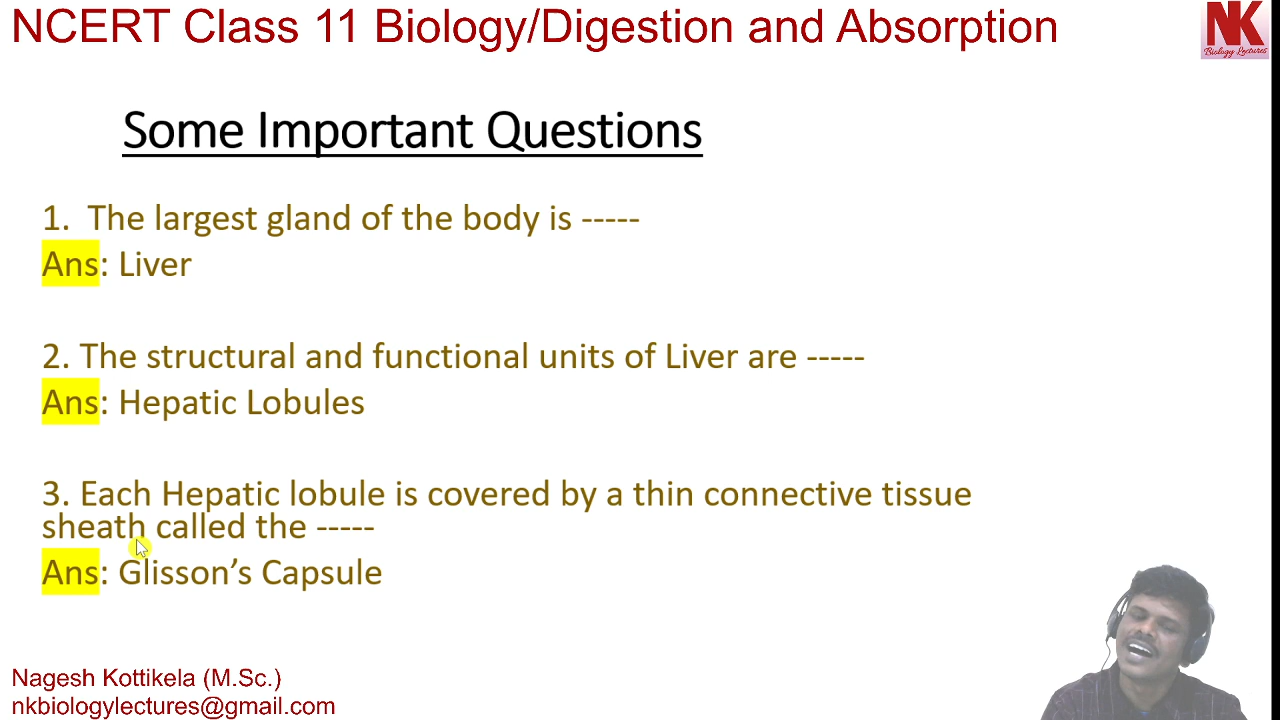 NCERT Class 11 Biology/Digestion and Absorption
NK
Biology Lectures
Some Important Questions
1. The largest gland of the body is -----
Ans: Liver
2. The structural and functional units of Liver are -----
Ans: Hepatic Lobules
3. Each Hepatic lobule is covered by a thin connective tissue
sheath called the -----
Ans: Glisson’s Capsule
Nagesh Kottikela (M.Sc.)
nkbiologylectures@gmail.com